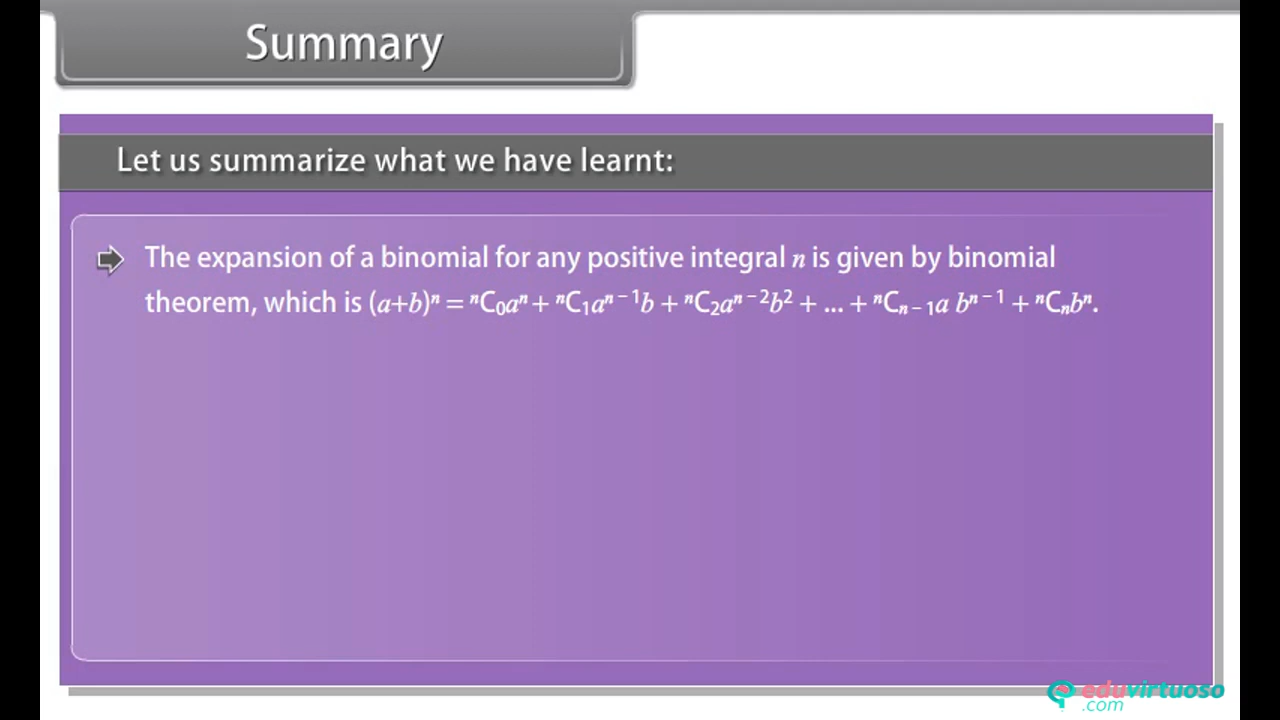 Summary
Let us summarize what we have learnt:
The expansion of a binomial for any positive integral n is given by binomial
theorem, which is (a+b)ⁿ = ⁿC₀aⁿ + ⁿC₁aⁿ⁻¹b + ⁿC₂aⁿ⁻²b² + ... + ⁿCₙ₋₁a bⁿ⁻¹ + ⁿCₙbⁿ.
eduvirtuoso
.com